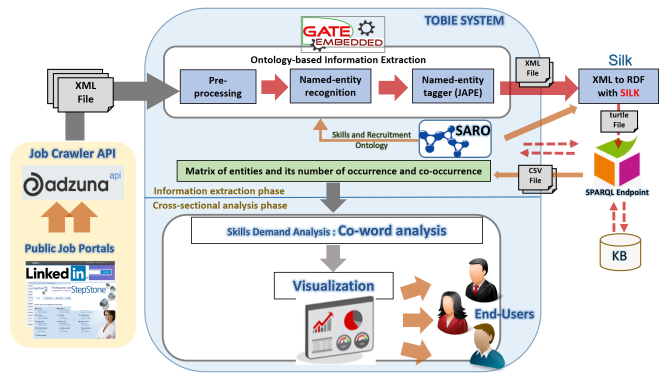 TOBIE SYSTEM
GATE
EMBEDDED
Ontology-based Information Extraction
XML
File
Pre-
processing
Named-entity
recognition
Named-entity
tagger (JAPE)
XML
File
Silk
XML to RDF
with SILK
turtle
File
Skills and Recruitment
Ontology
SARO
Job Crawler API
adzuna api
Public Job Portals
LinkedIn
StepStone
Matrix of entities and its number of occurrence and co-occurrence
CSV
File
SPARQL Endpoint
KB
Information extraction phase
Cross-sectional analysis phase
Skills Demand Analysis : Co-word analysis
Visualization
End-Users